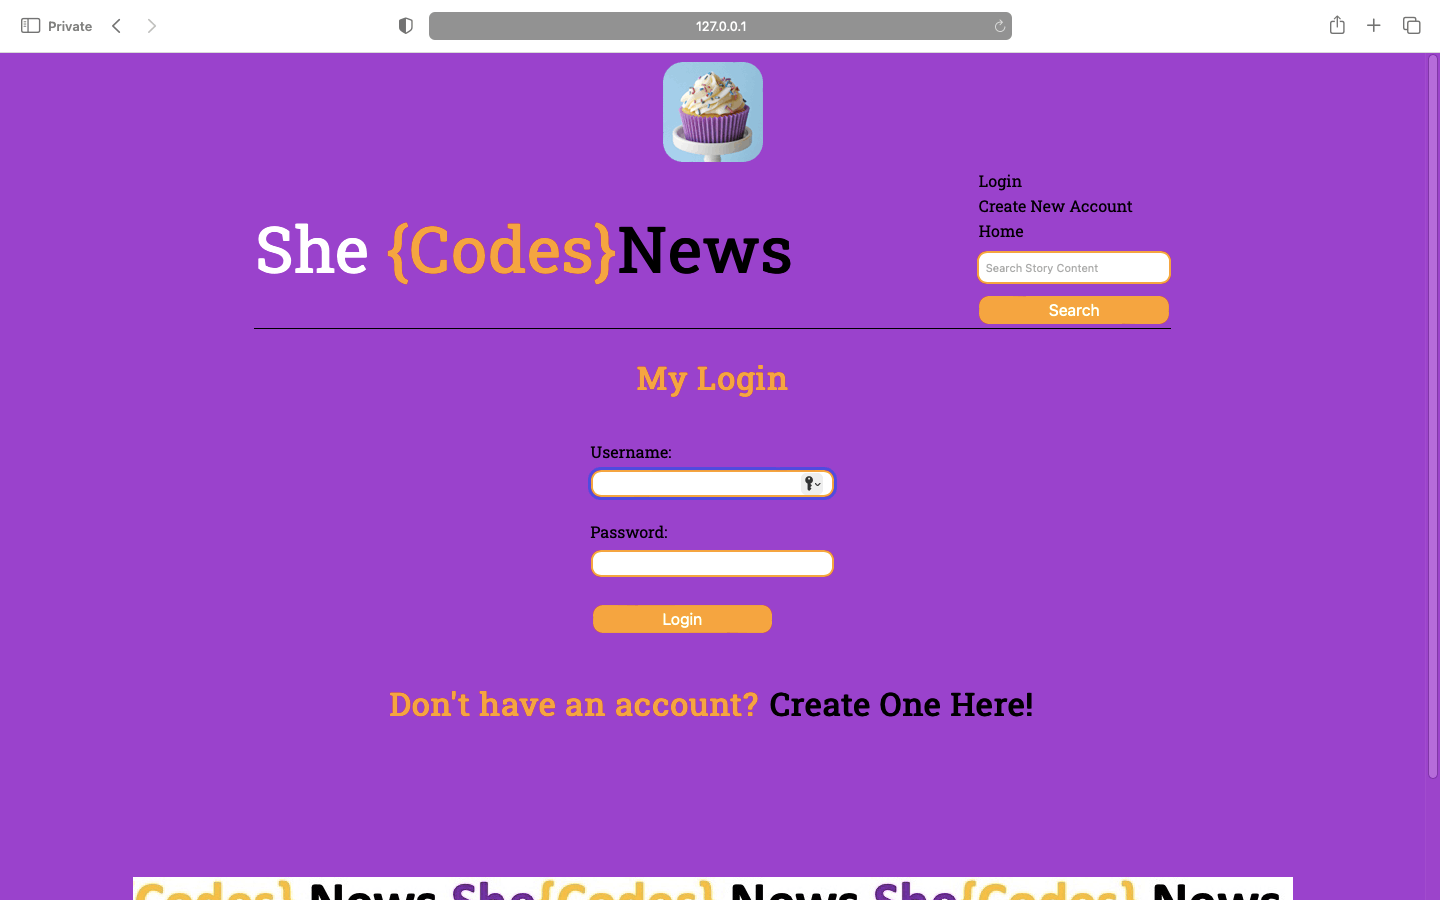 Private
127.0.0.1
Login
Create New Account
Home
She {Codes}News
Search Story Content
Search
My Login
Username:
Password:
Login
Don't have an account? Create One Here!
Codes} News She{Codes} News She{Codes} News